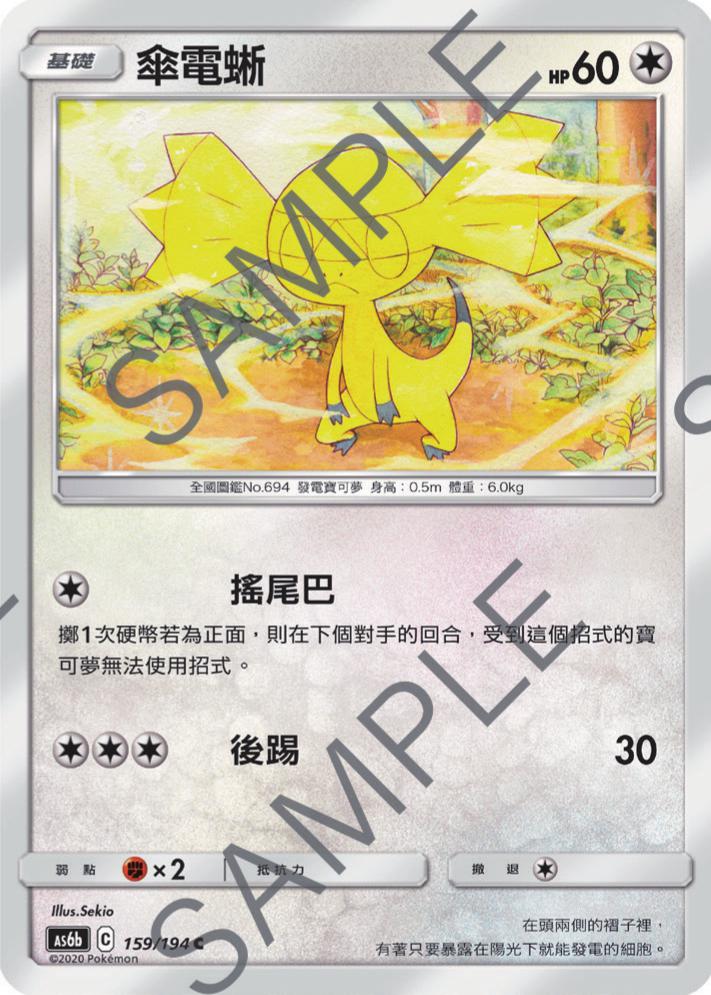 基礎 傘電蜥 HP60
全國圖鑑No.694 發電寶可夢 身高：0.5m 體重：6.0kg
搖尾巴
擲1次硬幣若為正面，則在下個對手的回合，受到這個招式的寶
可夢無法使用招式。
後踢 30
弱點 ×2 抵抗力 撤退
Illus.Sekio
AS6b C 159/194 C
©2020 Pokémon
在頭兩側的褶子裡，
有著只要暴露在陽光下就能發電的細胞。
SAMPLE
SAMPLE